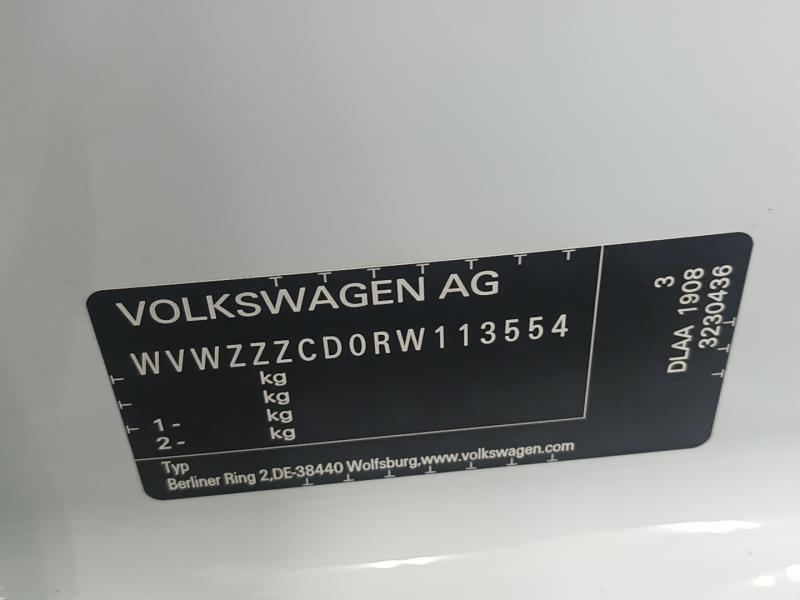 VOLKSWAGEN AG
WVWZZZCD0RW113554
kg
kg
1 - kg
2 - kg
Typ
Berliner Ring 2,DE-38440 Wolfsburg,www.volkswagen.com
3
DLAA 1908
3230436